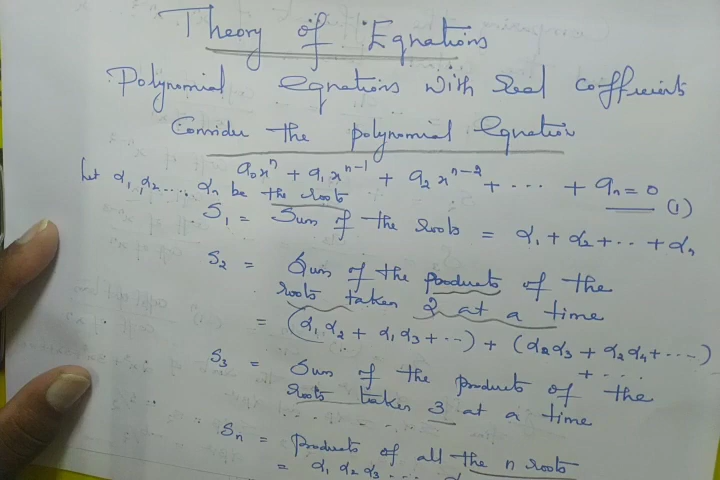 Theory of Equations
Polynomial equations with real coefficients
Consider the polynomial equation
a₀xⁿ + a₁xⁿ⁻¹ + a₂xⁿ⁻² + ... + aₙ = 0 (1)
Let α₁, α₂ .... αₙ be the roots
S₁ = Sum of the roots = α₁ + α₂ + ... + αₙ
S₂ = Sum of the products of the
roots taken 2 at a time
= (α₁α₂ + α₁α₃ + ...) + (α₂α₃ + α₂α₄ + ....)
+ ....
S₃ = Sum of the products of the
roots taken 3 at a time
Sₙ = Products of all the n roots
= α₁ α₂ α₃ ....